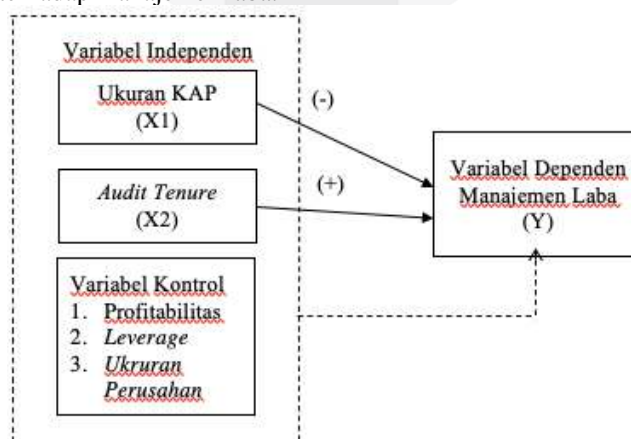 Variabel Independen
Ukuran KAP
(X1)
(-)
Audit Tenure
(X2)
(+)
Variabel Dependen
Manajemen Laba
(Y)
Variabel Kontrol
1. Profitabilitas
2. Leverage
3. Ukruran
Perusahan